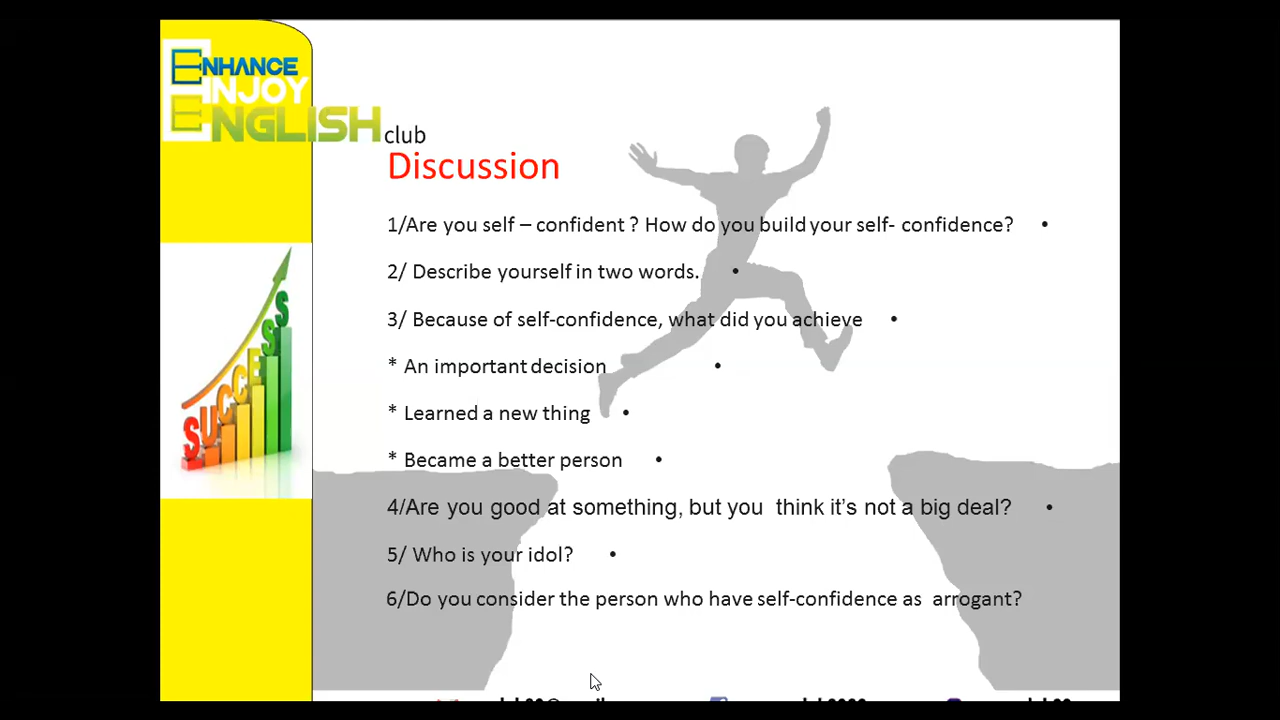 ENHANCE
ENJOY
ENGLISH club
Discussion
1/Are you self – confident ? How do you build your self- confidence? •
2/ Describe yourself in two words. •
3/ Because of self-confidence, what did you achieve •
* An important decision •
* Learned a new thing •
* Became a better person •
4/Are you good at something, but you think it’s not a big deal? •
5/ Who is your idol? •
6/Do you consider the person who have self-confidence as arrogant?
SUCCESS